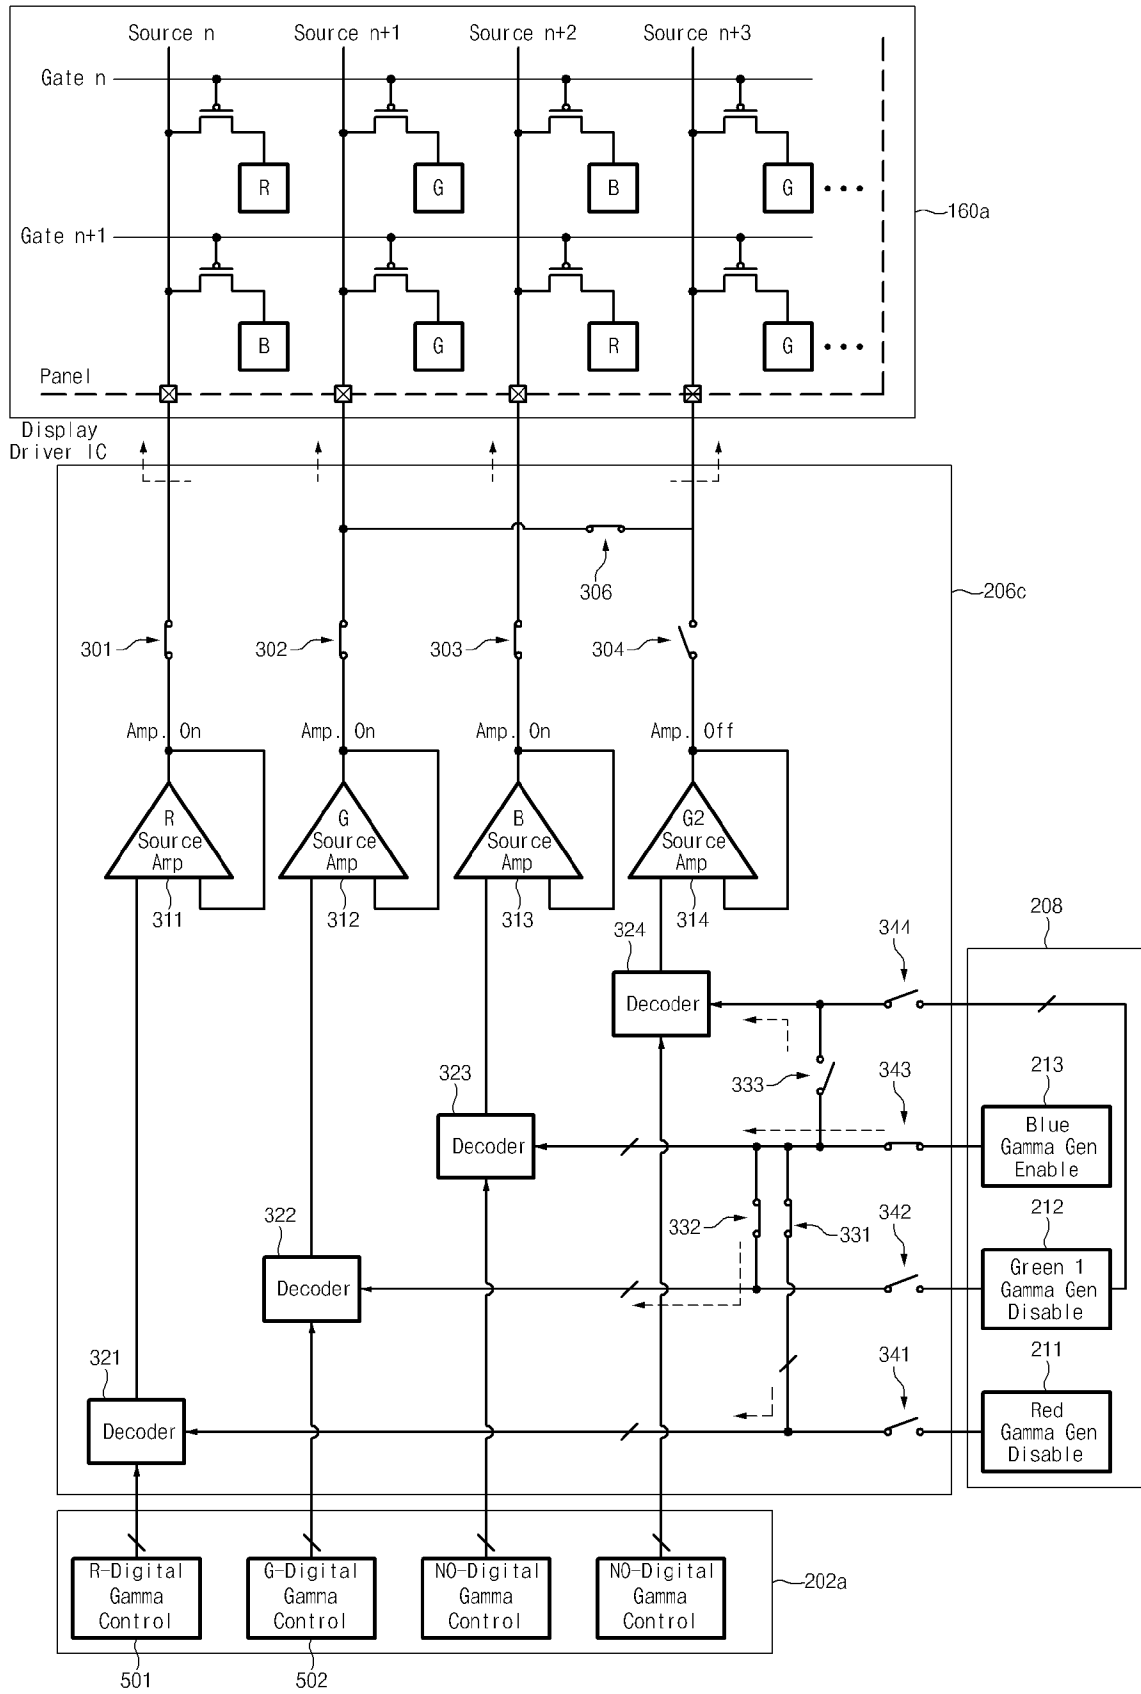 Source n
Source n+1
Source n+2
Source n+3
Gate n
R
G
B
G
160a
Gate n+1
B
G
R
G
Panel
Display
Driver IC
306
206c
301
302
303
304
Amp. On
Amp. On
Amp. On
Amp. Off
R
Source
Amp
G
Source
Amp
B
Source
Amp
G2
Source
Amp
311
312
313
314
208
324
344
Decoder
323
333
343
213
Decoder
Blue
Gamma Gen
Enable
322
332
331
342
212
Decoder
Green 1
Gamma Gen
Disable
321
341
211
Decoder
Red
Gamma Gen
Disable
R-Digital
Gamma
Control
G-Digital
Gamma
Control
NO-Digital
Gamma
Control
NO-Digital
Gamma
Control
202a
501
502